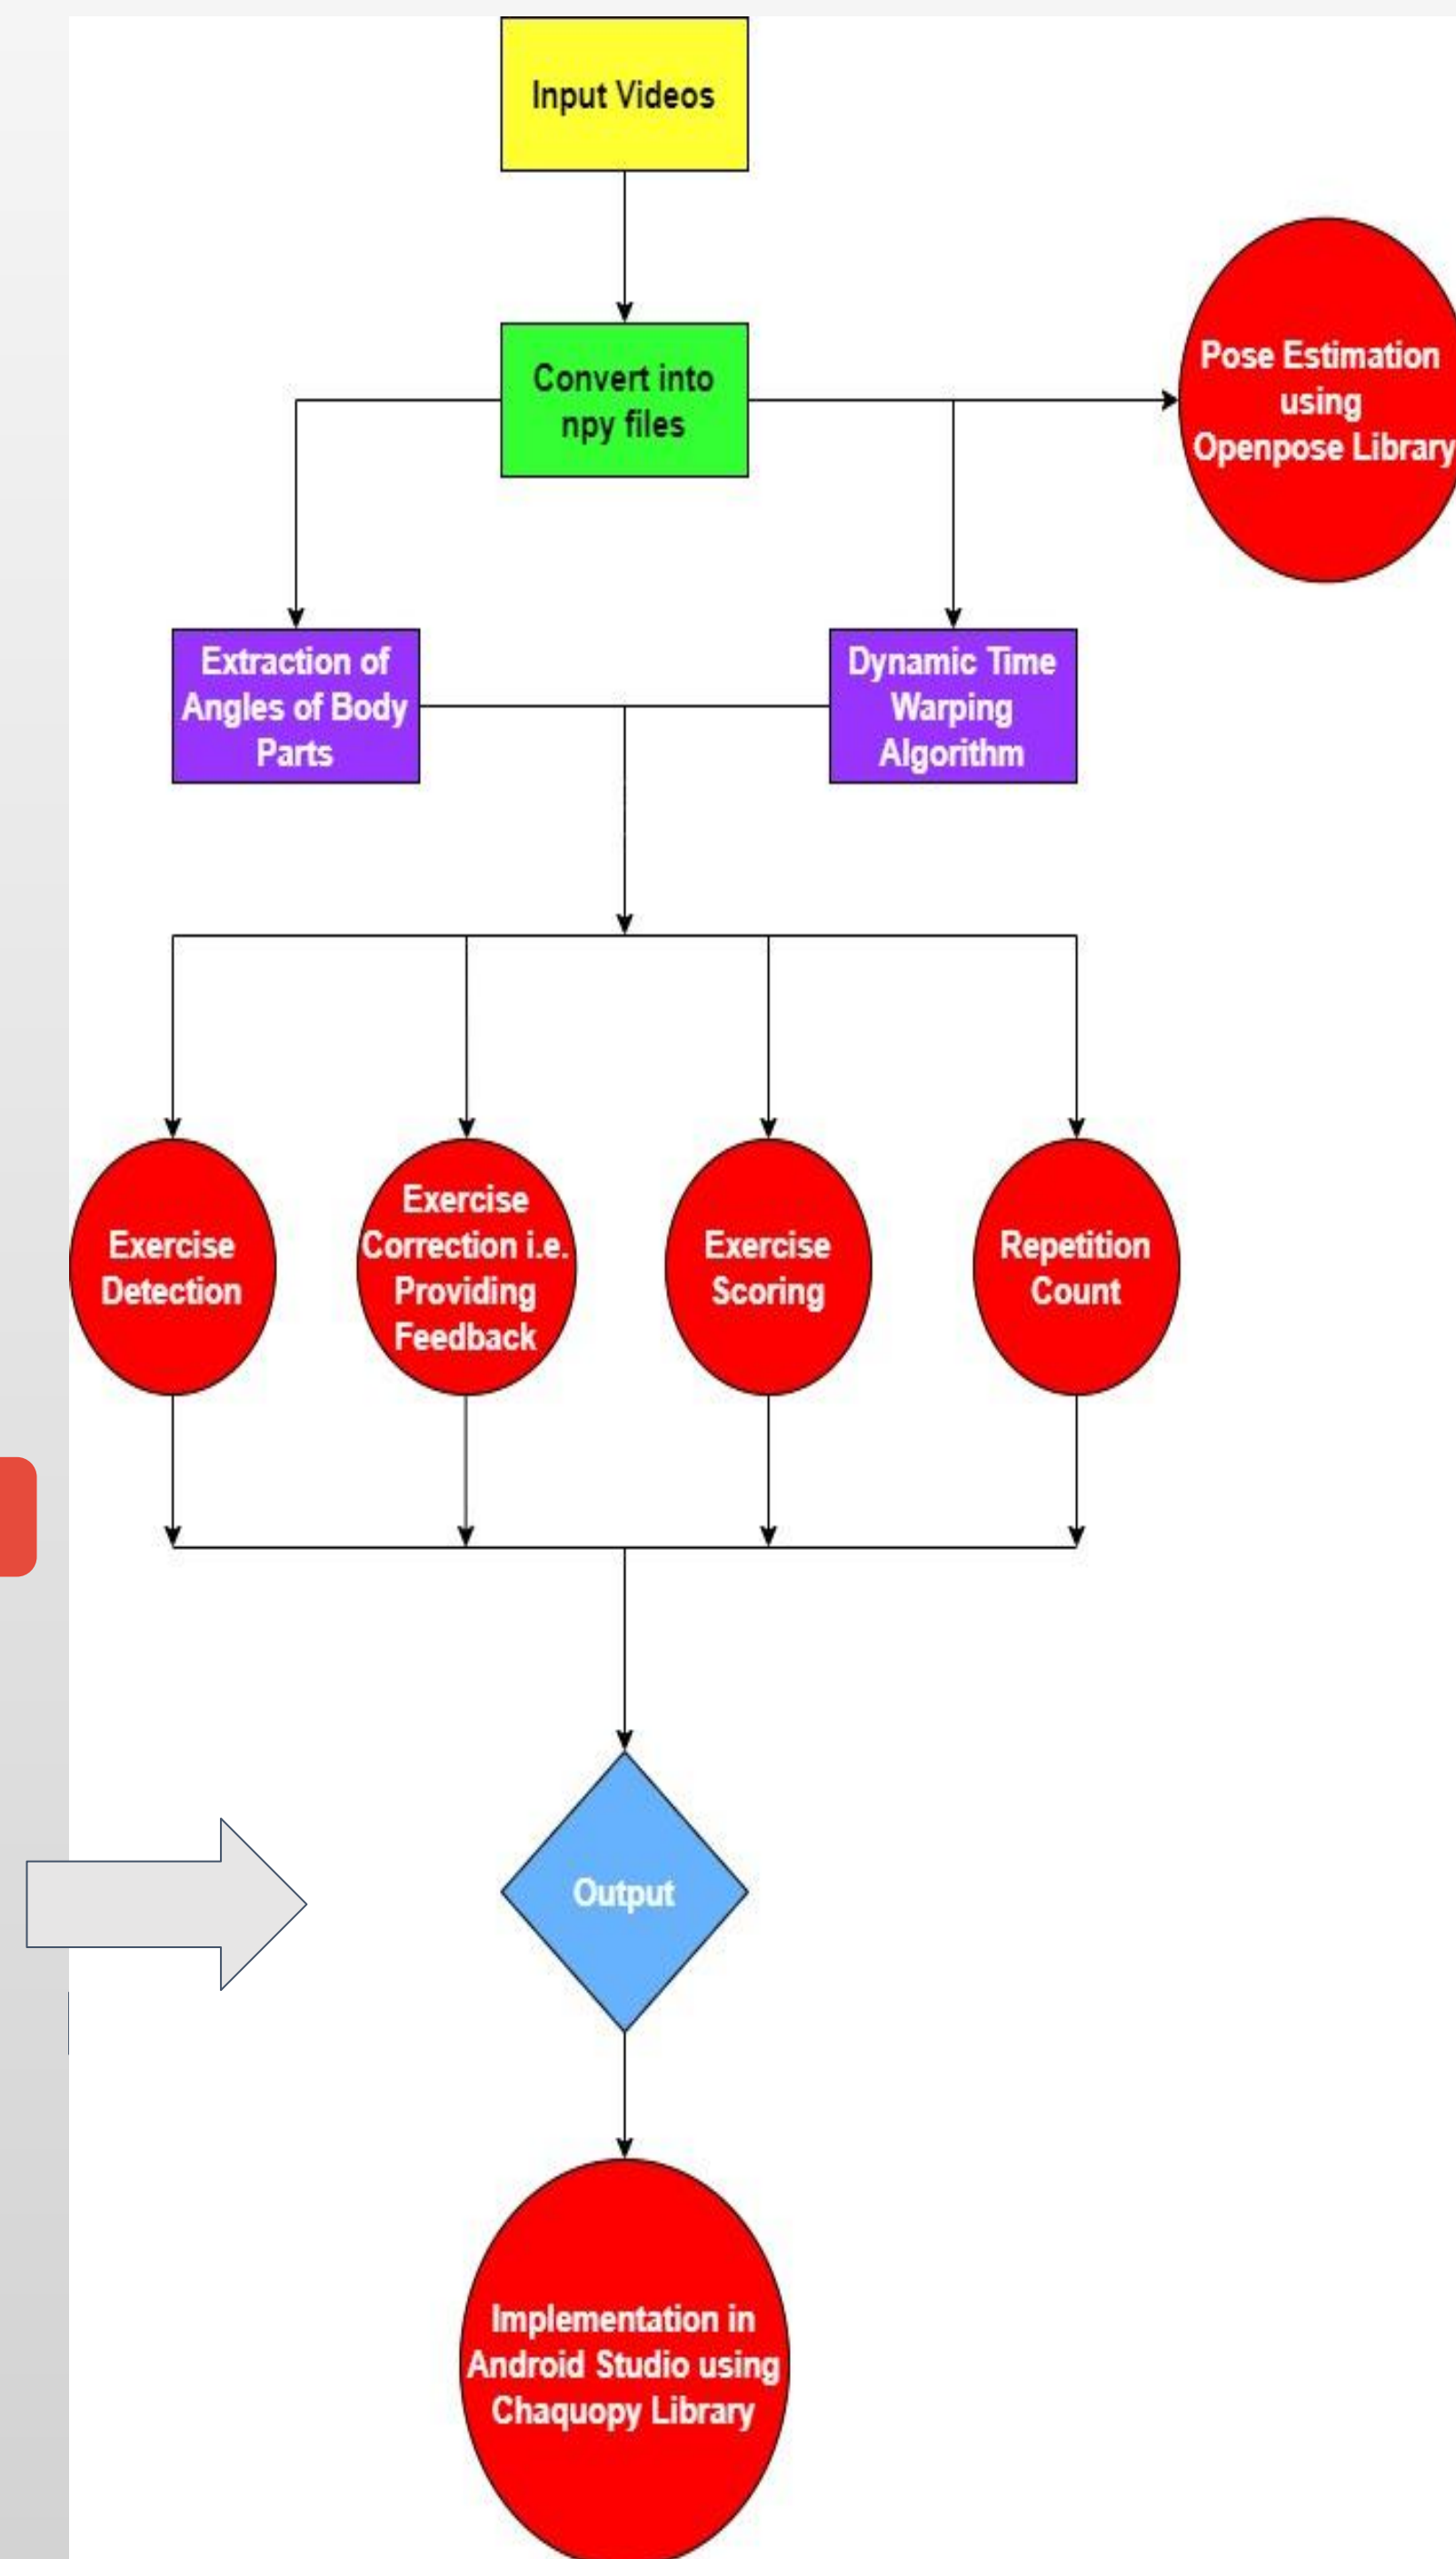 Input Videos
Convert into
npy files
Pose Estimation
using
Openpose Library
Extraction of
Angles of Body
Parts
Dynamic Time
Warping
Algorithm
Exercise
Detection
Exercise
Correction i.e.
Providing
Feedback
Exercise
Scoring
Repetition
Count
Output
Implementation in
Android Studio using
Chaquopy Library